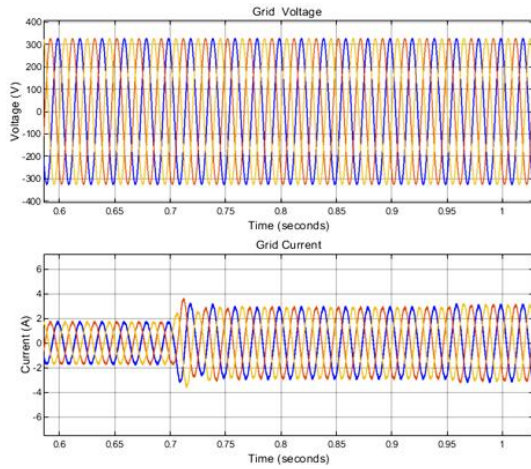 Grid Voltage
Voltage (V)
400
300
200
100
0
-100
-200
-300
-400
0.6 0.65 0.7 0.75 0.8 0.85 0.9 0.95 1
Time (seconds)
Grid Current
Current (A)
6
4
2
0
-2
-4
-6
0.6 0.65 0.7 0.75 0.8 0.85 0.9 0.95 1
Time (seconds)